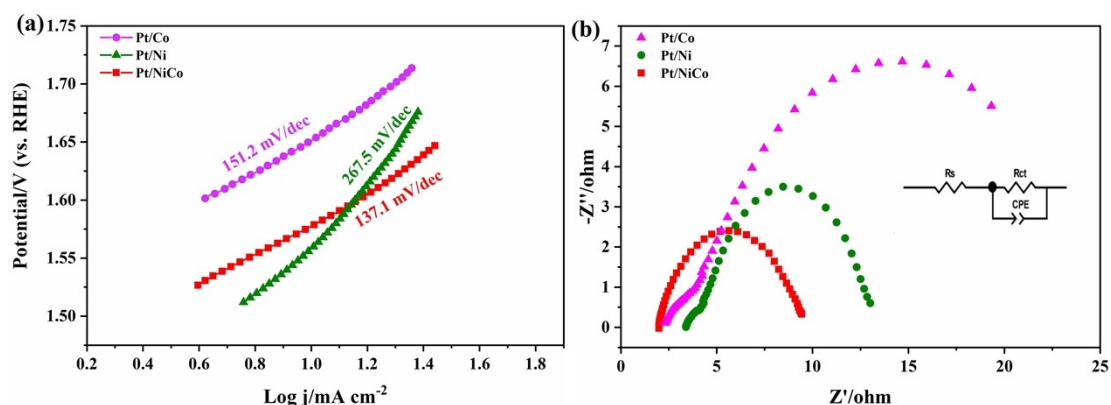 (a)
Pt/Co
Pt/Ni
Pt/NiCo
151.2 mV/dec
267.5 mV/dec
137.1 mV/dec
Potential/V (vs. RHE)
1.75
1.70
1.65
1.60
1.55
1.50
0.2 0.4 0.6 0.8 1.0 1.2 1.4 1.6 1.8
Log j/mA cm⁻²
(b)
Pt/Co
Pt/Ni
Pt/NiCo
Rs
Rct
CPE
-Z''/ohm
7
6
5
4
3
2
1
0
0 5 10 15 20 25
Z'/ohm